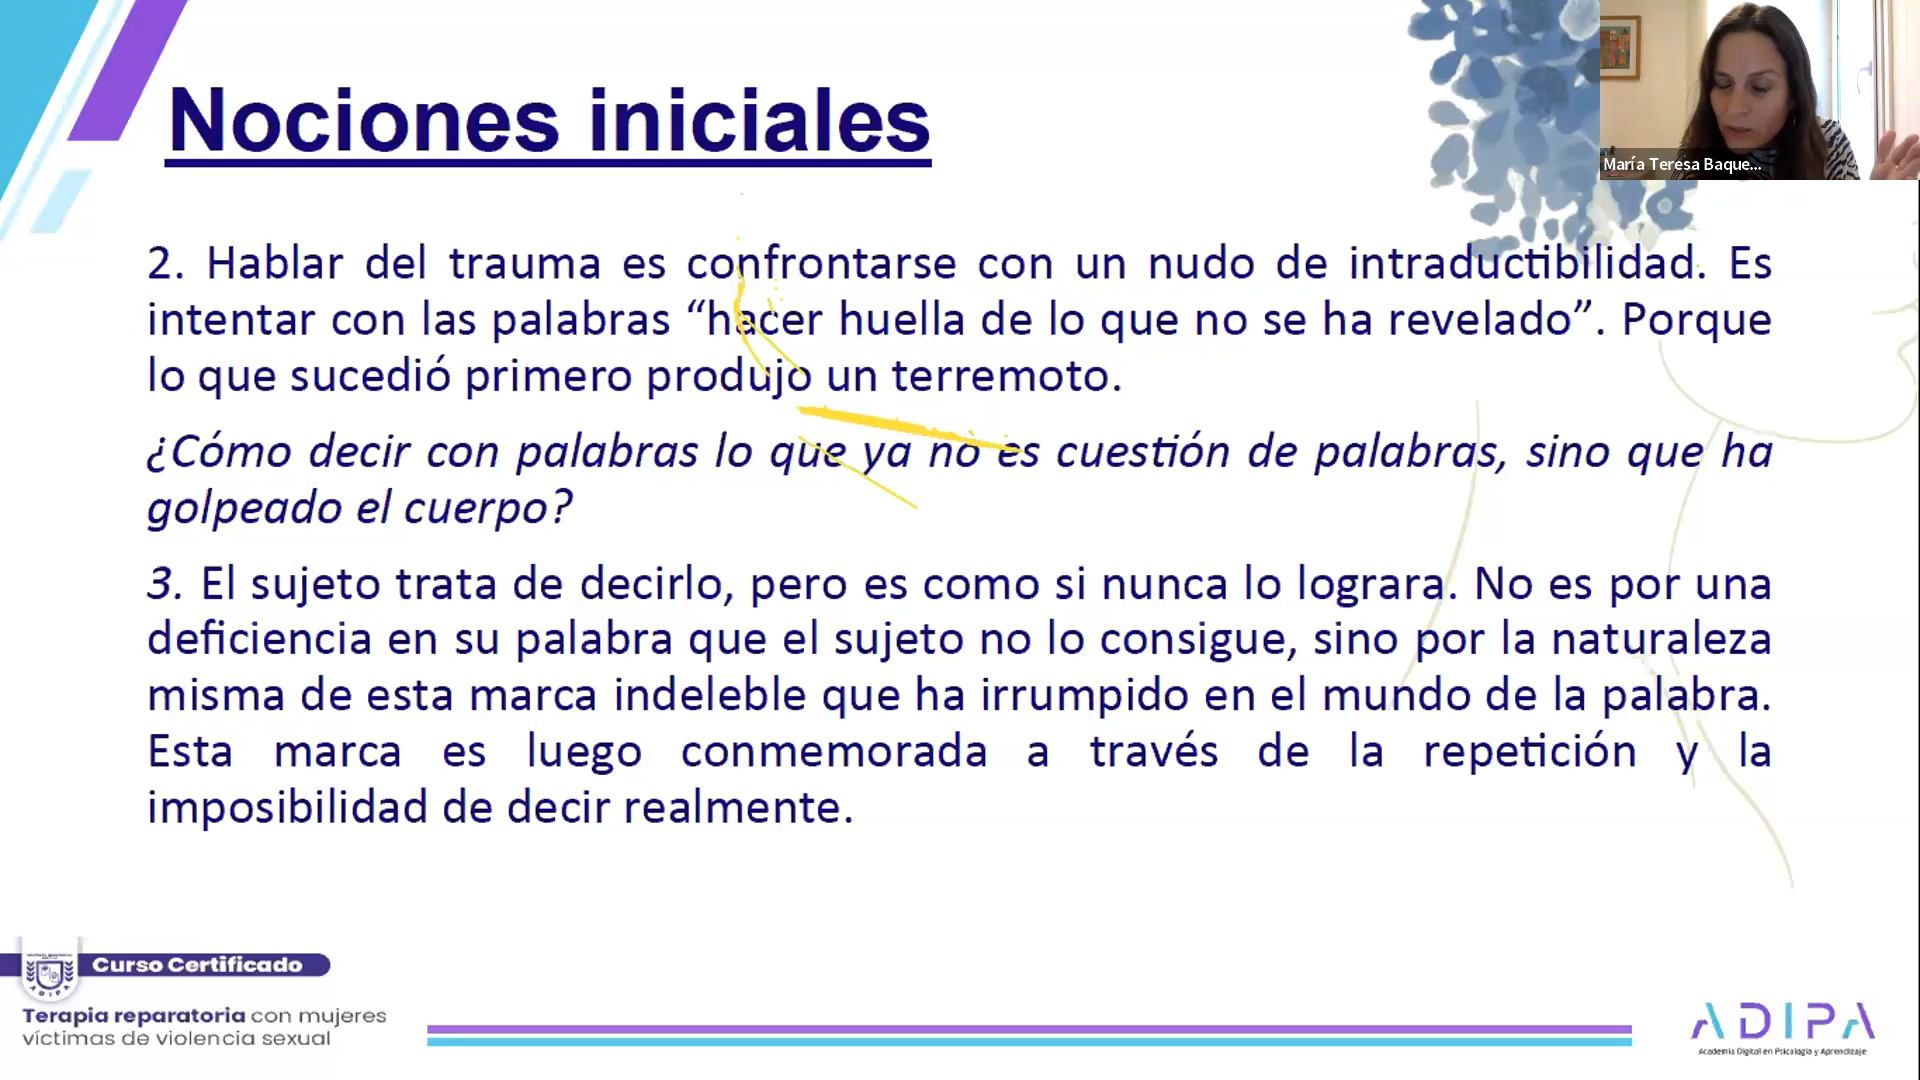 Nociones iniciales
María Teresa Baque...
2. Hablar del trauma es confrontarse con un nudo de intraductibilidad. Es
intentar con las palabras “hacer huella de lo que no se ha revelado”. Porque
lo que sucedió primero produjo un terremoto.
¿Cómo decir con palabras lo que ya no es cuestión de palabras, sino que ha
golpeado el cuerpo?
3. El sujeto trata de decirlo, pero es como si nunca lo lograra. No es por una
deficiencia en su palabra que el sujeto no lo consigue, sino por la naturaleza
misma de esta marca indeleble que ha irrumpido en el mundo de la palabra.
Esta marca es luego conmemorada a través de la repetición y la
imposibilidad de decir realmente.
Curso Certificado
ADIPA
Terapia reparatoria con mujeres
víctimas de violencia sexual
ADIPA
Academia Digital en Psicología y Aprendizaje